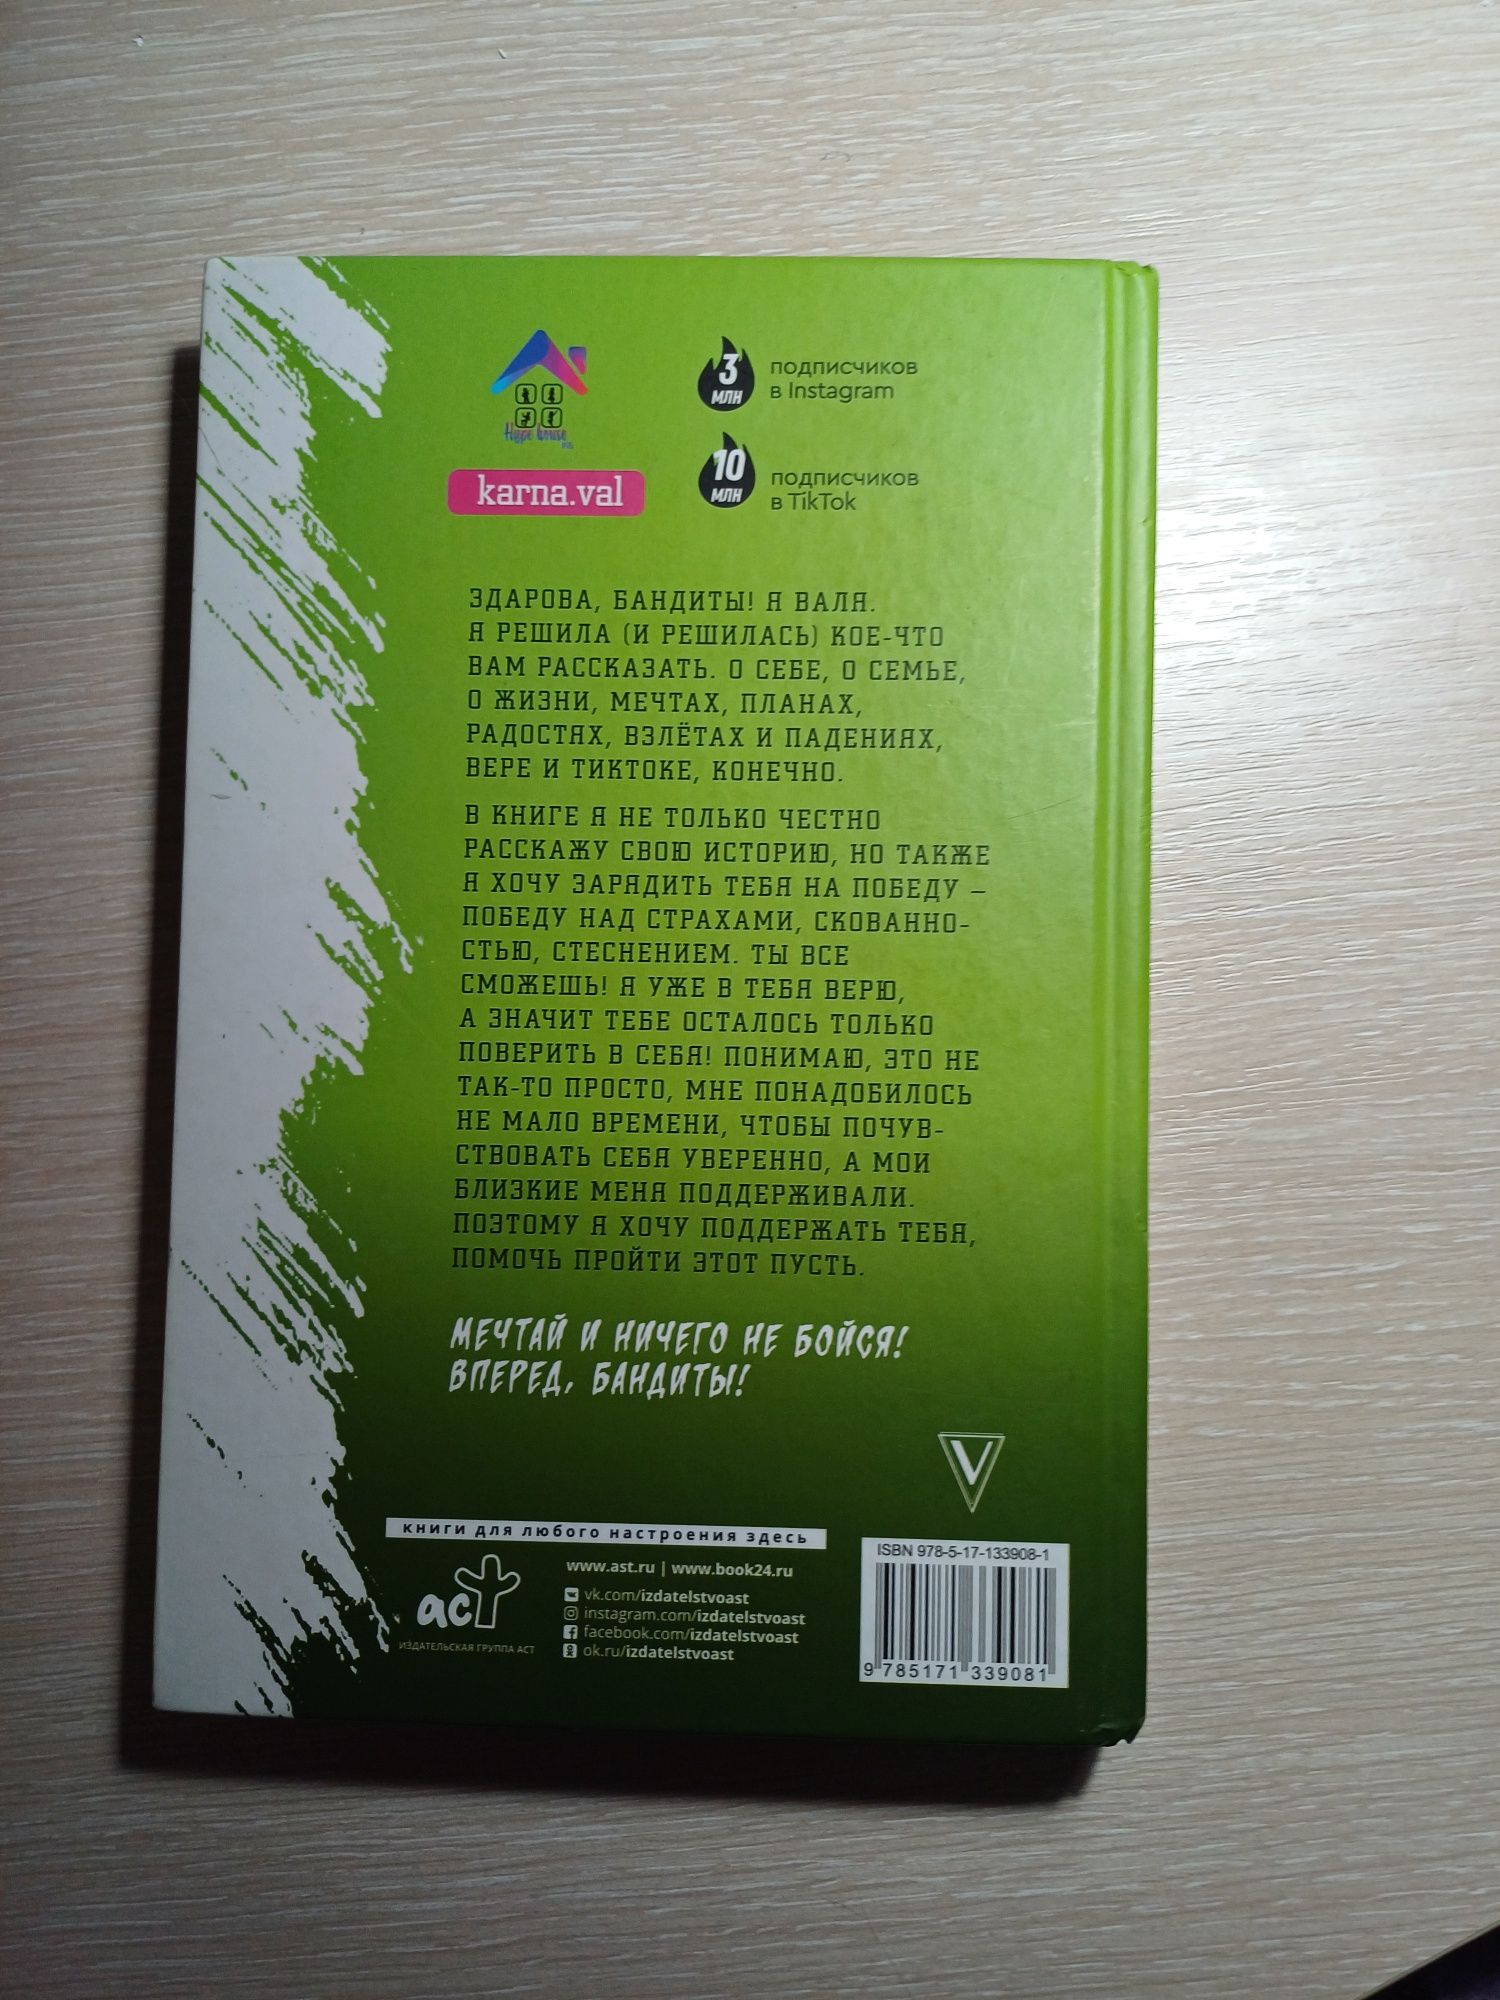 Hype house
karna.val
3 МЛН
подписчиков
в Instagram
10 МЛН
подписчиков
в TikTok
ЗДАРОВА, БАНДИТЫ! Я ВАЛЯ.
Я РЕШИЛА (И РЕШИЛАСЬ) КОЕ-ЧТО
ВАМ РАССКАЗАТЬ. О СЕБЕ, О СЕМЬЕ,
О ЖИЗНИ, МЕЧТАХ, ПЛАНАХ,
РАДОСТЯХ, ВЗЛЁТАХ И ПАДЕНИЯХ,
ВЕРЕ И ТИКТОКЕ, КОНЕЧНО.
В КНИГЕ Я НЕ ТОЛЬКО ЧЕСТНО
РАССКАЖУ СВОЮ ИСТОРИЮ, НО ТАКЖЕ
Я ХОЧУ ЗАРЯДИТЬ ТЕБЯ НА ПОБЕДУ –
ПОБЕДУ НАД СТРАХАМИ, СКОВАННО-
СТЬЮ, СТЕСНЕНИЕМ. ТЫ ВСЕ
СМОЖЕШЬ! Я УЖЕ В ТЕБЯ ВЕРЮ,
А ЗНАЧИТ ТЕБЕ ОСТАЛОСЬ ТОЛЬКО
ПОВЕРИТЬ В СЕБЯ! ПОНИМАЮ, ЭТО НЕ
ТАК-ТО ПРОСТО, МНЕ ПОНАДОБИЛОСЬ
НЕ МАЛО ВРЕМЕНИ, ЧТОБЫ ПОЧУВ-
СТВОВАТЬ СЕБЯ УВЕРЕННО, А МОИ
БЛИЗКИЕ МЕНЯ ПОДДЕРЖИВАЛИ.
ПОЭТОМУ Я ХОЧУ ПОДДЕРЖАТЬ ТЕБЯ,
ПОМОЧЬ ПРОЙТИ ЭТОТ ПУСТЬ.
МЕЧТАЙ И НИЧЕГО НЕ БОЙСЯ!
ВПЕРЕД, БАНДИТЫ!
V
книги для любого настроения здесь
аст
ИЗДАТЕЛЬСКАЯ ГРУППА АСТ
www.ast.ru | www.book24.ru
vk.com/izdatelstvoast
instagram.com/izdatelstvoast
facebook.com/izdatelstvoast
ok.ru/izdatelstvoast
ISBN 978-5-17-133908-1
9 785171 339081